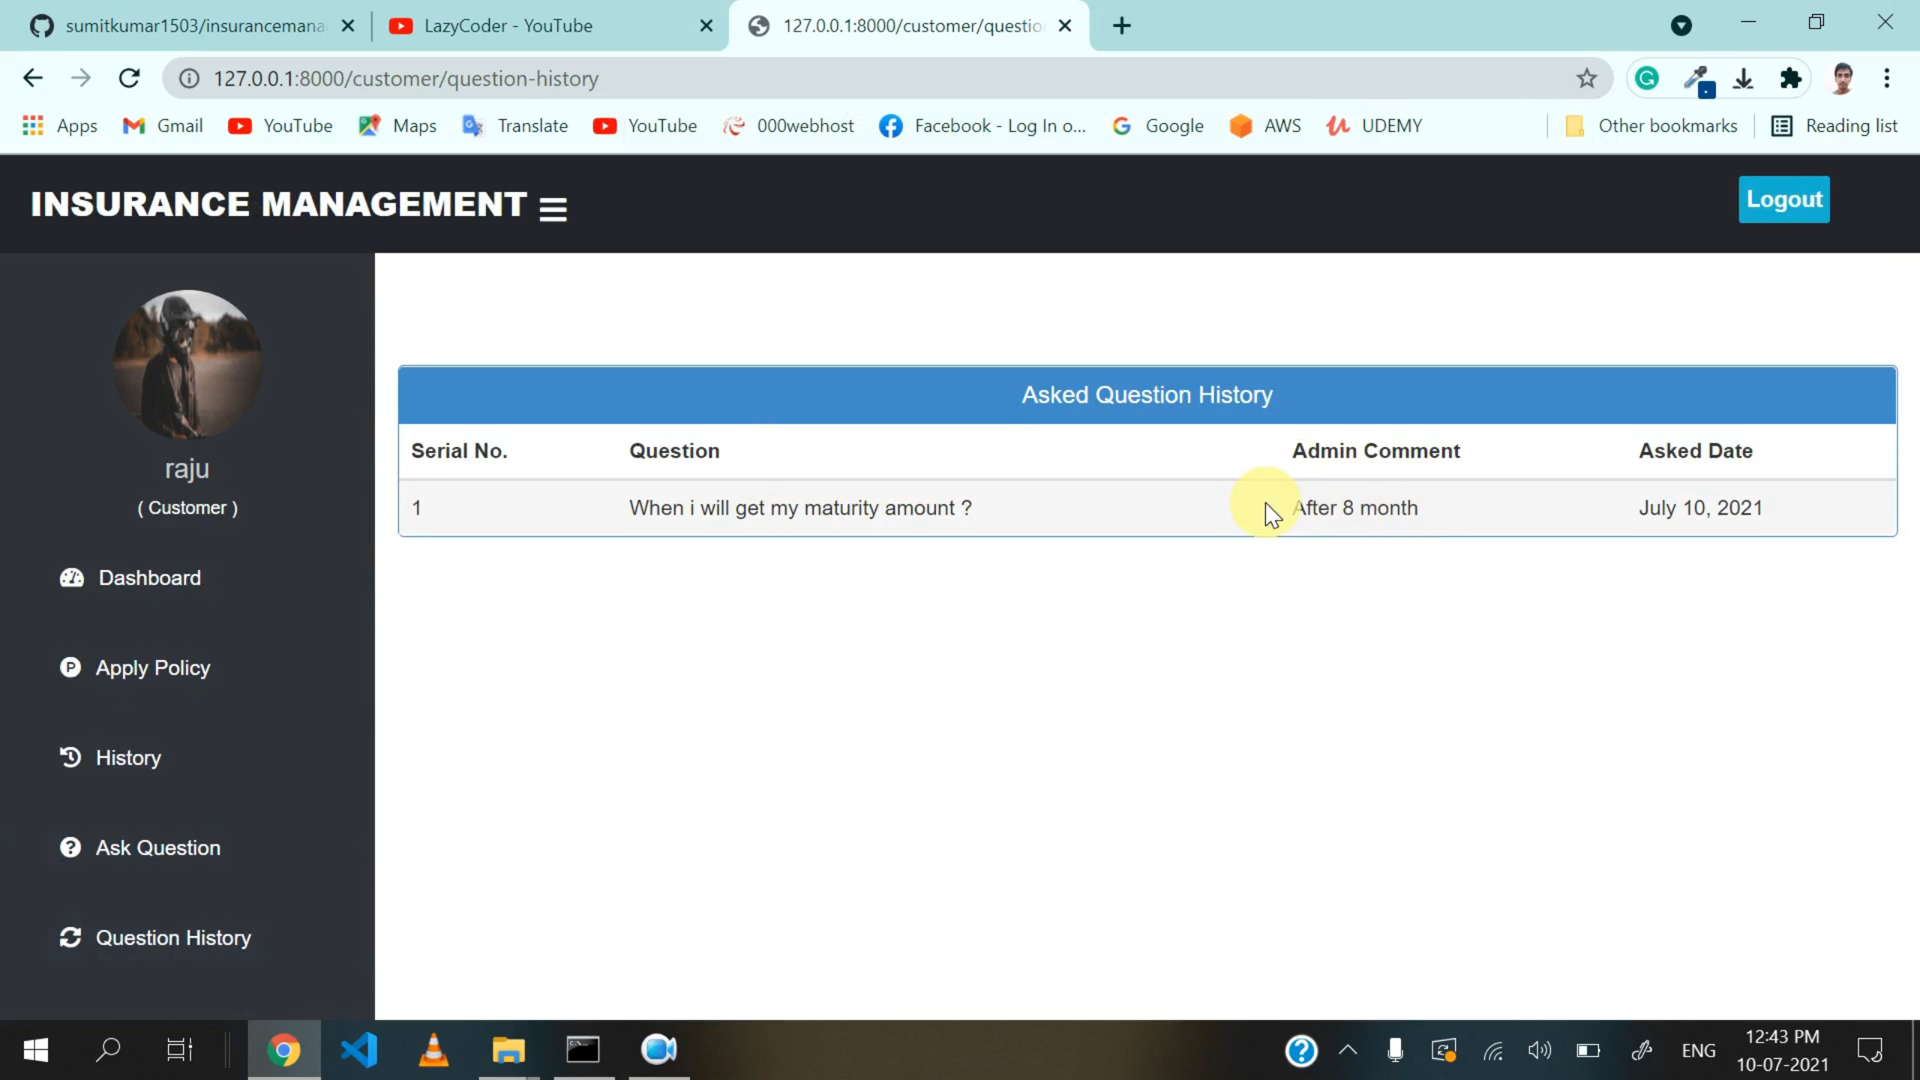 sumitkumar1503/insurancemana
LazyCoder - YouTube
127.0.0.1:8000/customer/questio
127.0.0.1:8000/customer/question-history
Apps
Gmail
YouTube
Maps
Translate
YouTube
000webhost
Facebook - Log In o...
Google
AWS
UDEMY
Other bookmarks
Reading list
INSURANCE MANAGEMENT
Logout
raju
( Customer )
Dashboard
Apply Policy
History
Ask Question
Question History
Asked Question History
Serial No. Question Admin Comment Asked Date
1 When i will get my maturity amount ? After 8 month July 10, 2021
ENG
12:43 PM
10-07-2021